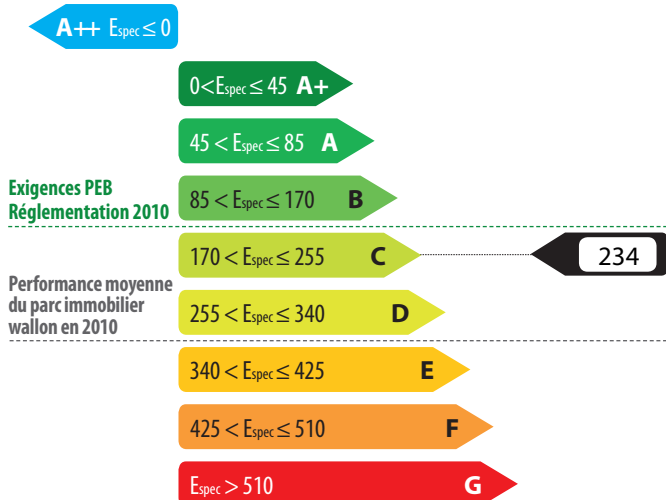 A++ Espec ≤ 0
0<Espec ≤ 45 A+
45 < Espec ≤ 85 A
Exigences PEB
Réglementation 2010
85 < Espec ≤ 170 B
170 < Espec ≤ 255 C
234
Performance moyenne
du parc immobilier
wallon en 2010
255 < Espec ≤ 340 D
340 < Espec ≤ 425 E
425 < Espec ≤ 510 F
Espec > 510 G